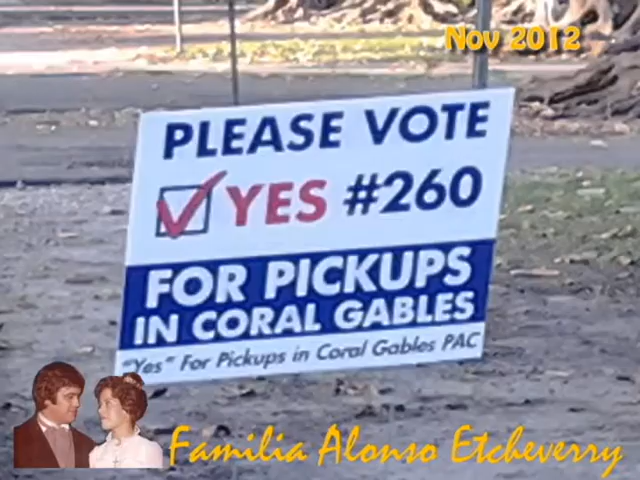 Nov 2012
PLEASE VOTE
YES #260
FOR PICKUPS
IN CORAL GABLES
"Yes" For Pickups in Coral Gables PAC
Familia Alonso Etcheverry